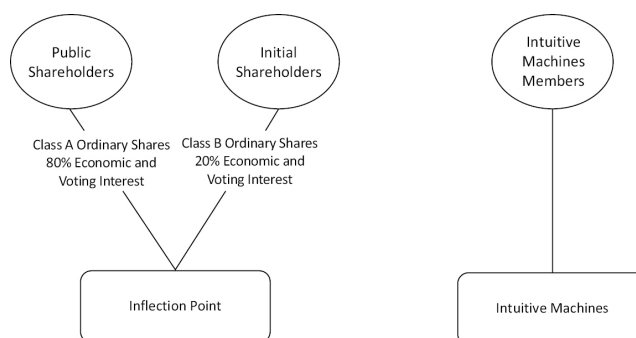 Public
Shareholders
Initial
Shareholders
Intuitive
Machines
Members
Class A Ordinary Shares
80% Economic and
Voting Interest
Class B Ordinary Shares
20% Economic and
Voting Interest
Inflection Point
Intuitive Machines